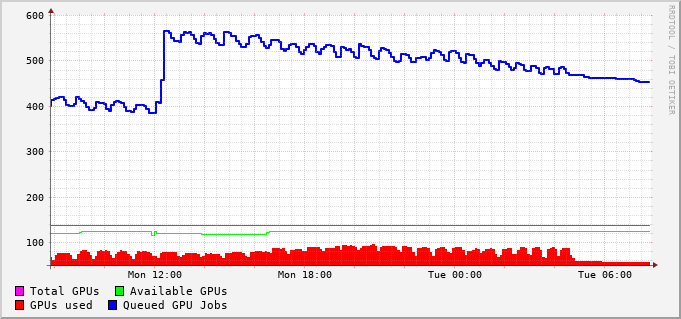 600
500
400
300
200
100
Mon 12:00 Mon 18:00 Tue 00:00 Tue 06:00
Total GPUs Available GPUs
GPUs used Queued GPU Jobs
RRDTOOL / TOBI OETIKER